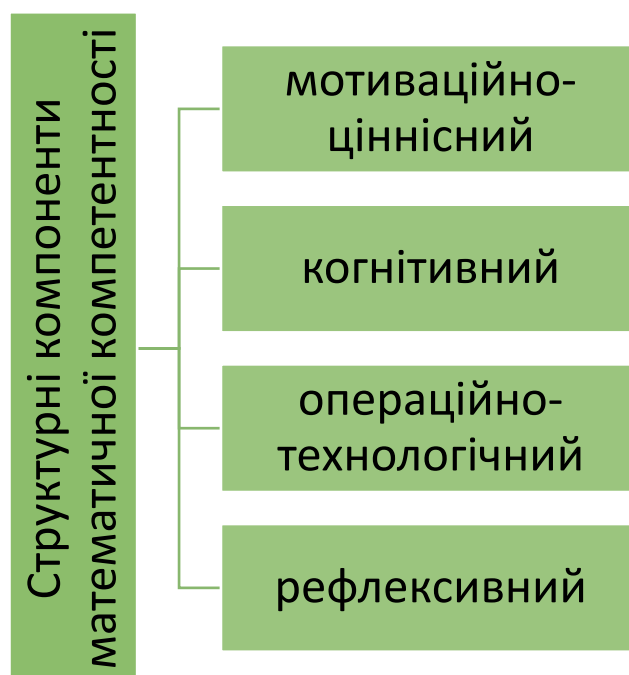 Структурні компоненти
математичної компетентності
мотиваційно-
ціннісний
когнітивний
операційно-
технологічний
рефлексивний